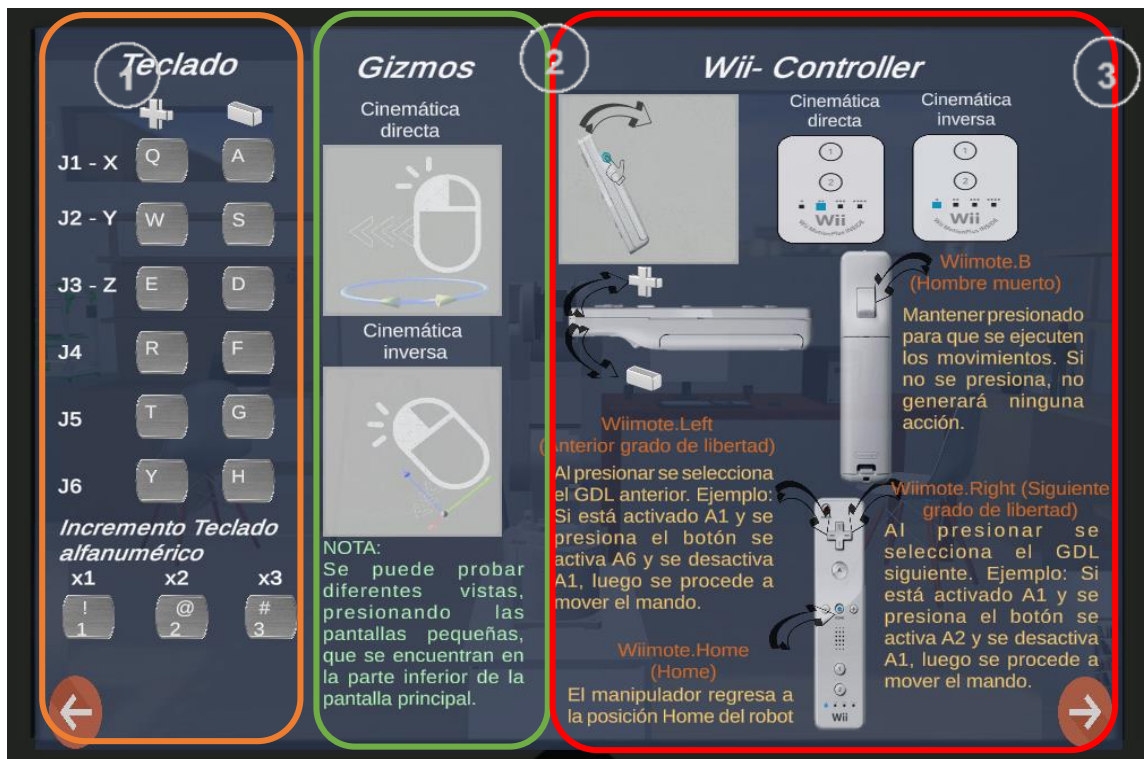 1
Teclado
J1 - X
Q
A
J2 - Y
W
S
J3 - Z
E
D
J4
R
F
J5
T
G
J6
Y
H
Incremento Teclado
alfanumérico
x1
x2
x3
!
1
@
2
#
3
2
Gizmos
Cinemática
directa
Cinemática
inversa
NOTA:
Se puede probar
diferentes vistas,
presionando las
pantallas pequeñas,
que se encuentran en
la parte inferior de la
pantalla principal.
3
Wii- Controller
Cinemática
directa
1
2
Wii
Wii MotionPlus INSIDE
Cinemática
inversa
1
2
Wii
Wii MotionPlus INSIDE
Wiimote.B
(Hombre muerto)
Mantener presionado
para que se ejecuten
los movimientos. Si
no se presiona, no
generará ninguna
acción.
Wiimote.Left
(Anterior grado de libertad)
Al presionar se selecciona
el GDL anterior. Ejemplo:
Si está activado A1 y se
presiona el botón se
activa A6 y se desactiva
A1, luego se procede a
mover el mando.
Wiimote.Home
(Home)
El manipulador regresa a
la posición Home del robot
Wiimote.Right (Siguiente
grado de libertad)
Al presionar se
selecciona el GDL
siguiente. Ejemplo: Si
está activado A1 y se
presiona el botón se
activa A2 y se desactiva
A1, luego se procede a
mover el mando.
A
Wii